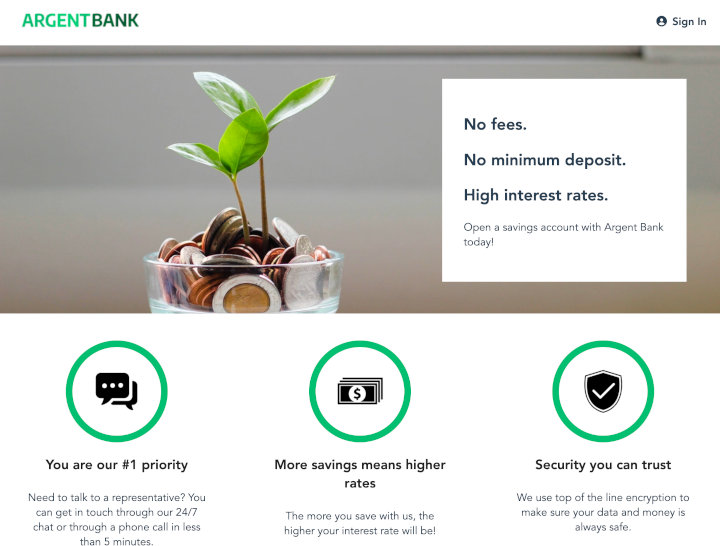 ARGENTBANK
Sign In
No fees.
No minimum deposit.
High interest rates.
Open a savings account with Argent Bank
today!
You are our #1 priority
Need to talk to a representative? You
can get in touch through our 24/7
chat or through a phone call in less
than 5 minutes.
More savings means higher
rates
The more you save with us, the
higher your interest rate will be!
Security you can trust
We use top of the line encryption to
make sure your data and money is
always safe.